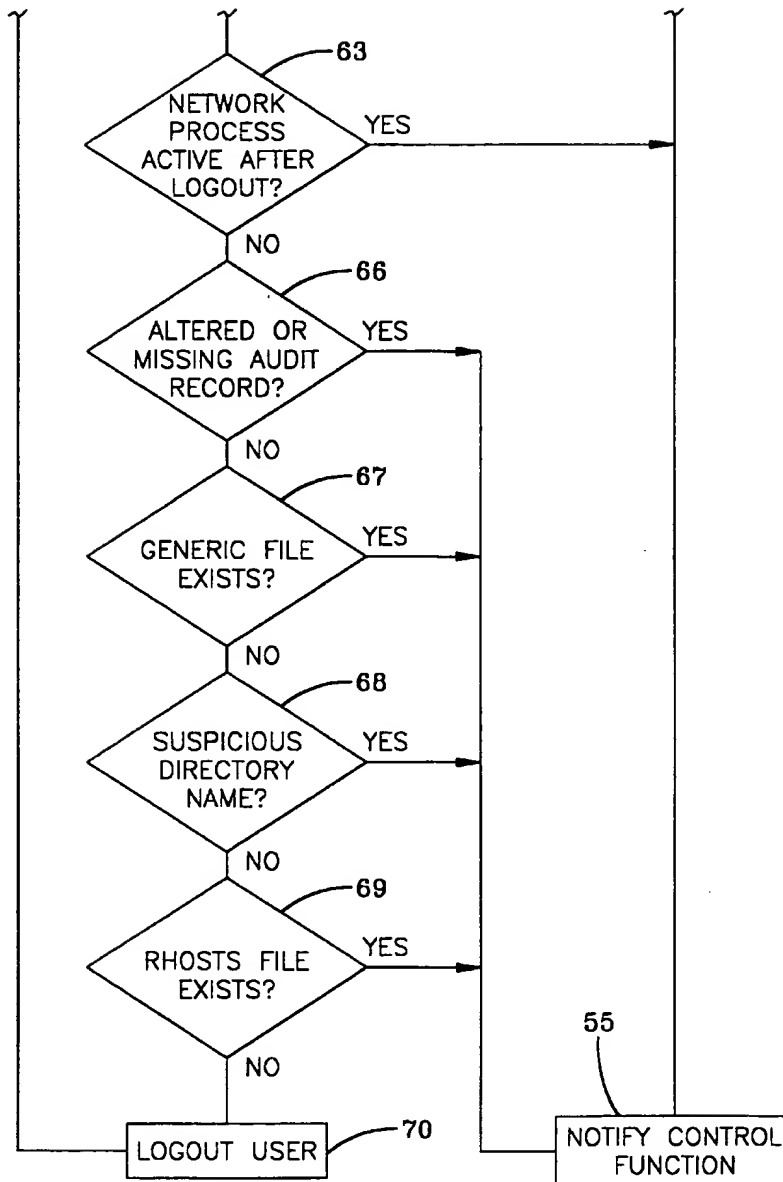 63
NETWORK
PROCESS
ACTIVE AFTER
LOGOUT?
YES
NO
66
ALTERED OR
MISSING AUDIT
RECORD?
YES
NO
67
GENERIC FILE
EXISTS?
YES
NO
68
SUSPICIOUS
DIRECTORY
NAME?
YES
NO
69
RHOSTS FILE
EXISTS?
YES
NO
55
LOGOUT USER
70
NOTIFY CONTROL
FUNCTION